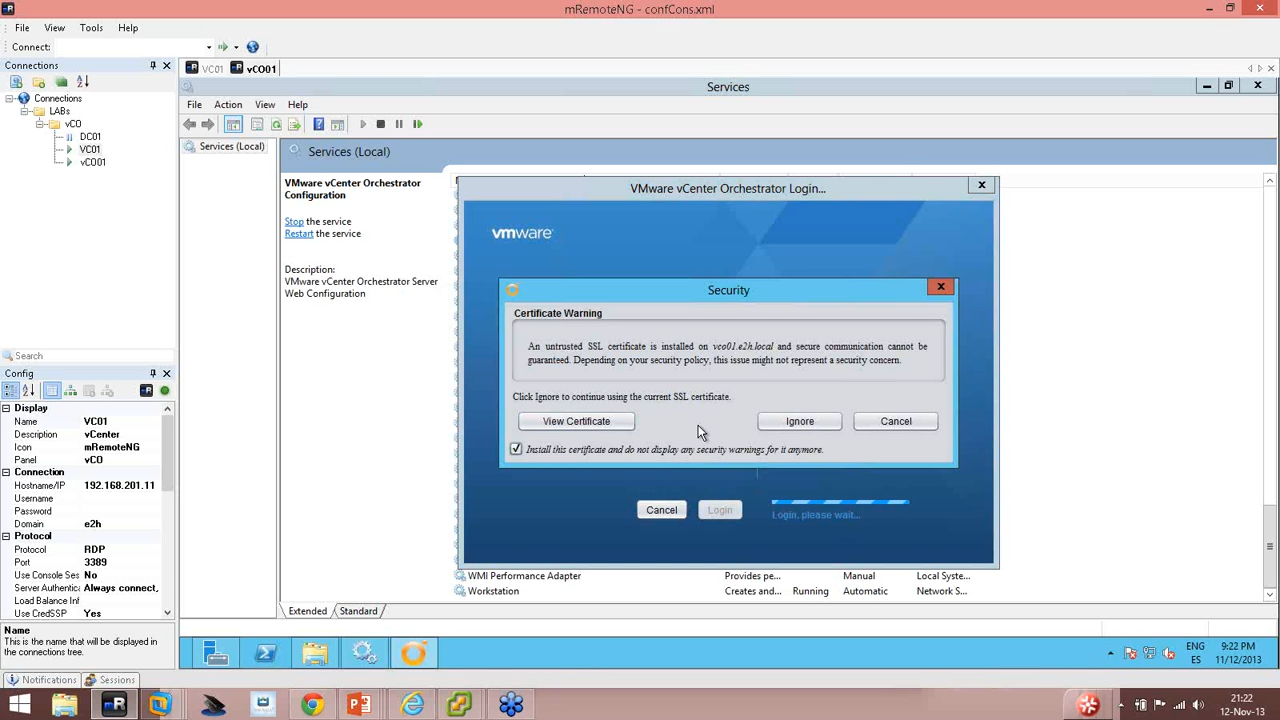 mRemoteNG - confCons.xml
File View Tools Help
Connect:
Connections
VC01 vCO01
Services
Connections
LABs
vCO
DC01
VC01
vCO01
File Action View Help
Services (Local)
Services (Local)
VMware vCenter Orchestrator
Configuration
Stop the service
Restart the service
Description:
VMware vCenter Orchestrator Server
Web Configuration
VMware vCenter Orchestrator Login...
vmware
Security
Certificate Warning
An untrusted SSL certificate is installed on vco01.e2h.local and secure communication cannot be
guaranteed. Depending on your security policy, this issue might not represent a security concern.
Click Ignore to continue using the current SSL certificate.
View Certificate Ignore Cancel
Install this certificate and do not display any security warnings for it anymore.
Cancel Login Login, please wait...
WMI Performance Adapter Provides pe... Manual Local Syste...
Workstation Creates and... Running Automatic Network S...
Extended Standard
Search
Config
Display
Name VC01
Description vCenter
Icon mRemoteNG
Panel vCO
Connection
Hostname/IP 192.168.201.11
Username
Password
Domain e2h
Protocol
Protocol RDP
Port 3389
Use Console Ses No
Server Authentic Always connect,
Load Balance Inf
Use CredSSP Yes
Name
This is the name that will be displayed in
the connections tree.
Notifications Sessions
ENG
ES
9:22 PM
11/12/2013
21:22
12-Nov-13